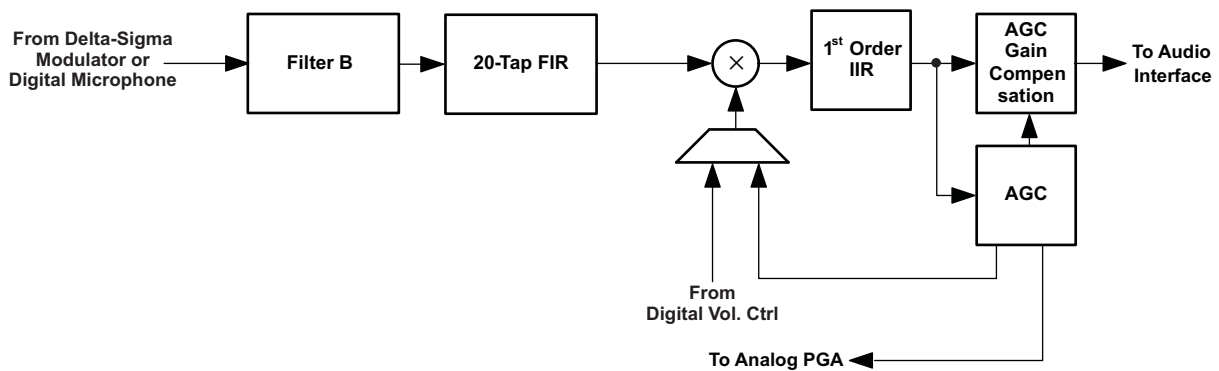 From Delta-Sigma
Modulator or
Digital Microphone
Filter B
20-Tap FIR
×
1st Order
IIR
AGC
Gain
Compen
sation
To Audio
Interface
AGC
From
Digital Vol. Ctrl
To Analog PGA